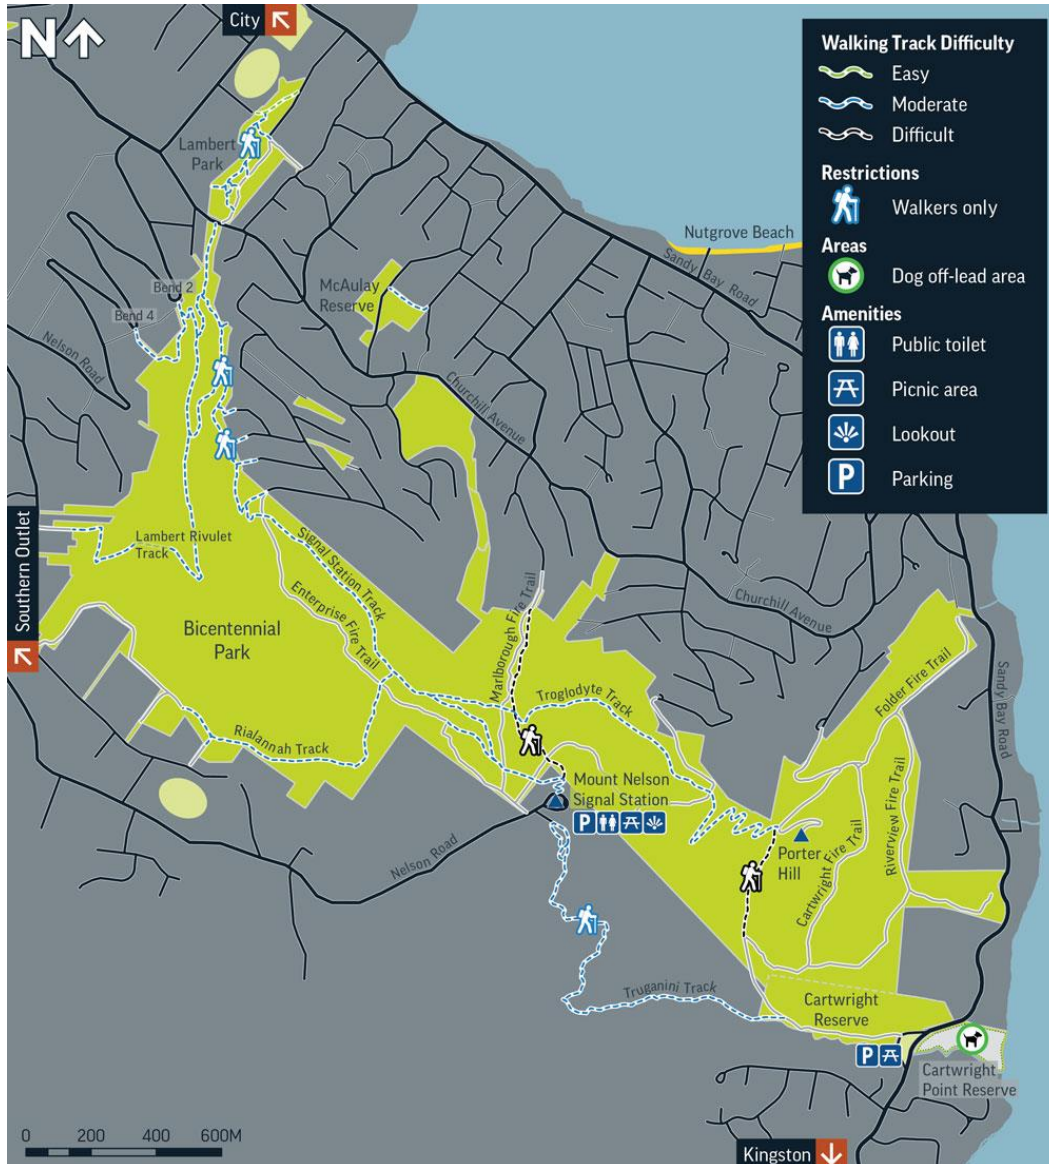 N
City
Walking Track Difficulty
Easy
Moderate
Difficult
Restrictions
Walkers only
Areas
Dog off-lead area
Amenities
Public toilet
Picnic area
Lookout
P
Parking
Lambert
Park
Nutgrove Beach
Sandy Bay Road
McAulay
Reserve
Bend 2
Bend 4
Nelson Road
Churchill Avenue
Southern Outlet
Lambert Rivulet
Track
Signal Station Track
Enterprise Fire Trail
Bicentennial
Park
Marlborough Fire Trail
Troglodyte Track
Churchill Avenue
Folder Fire Trail
Sandy Bay Road
Rialannah Track
Mount Nelson
Signal Station
P
Nelson Road
Porter
Hill
Cartwright Fire Trail
Riverview Fire Trail
Truganini Track
Cartwright
Reserve
P
Cartwright
Point Reserve
0 200 400 600M
Kingston